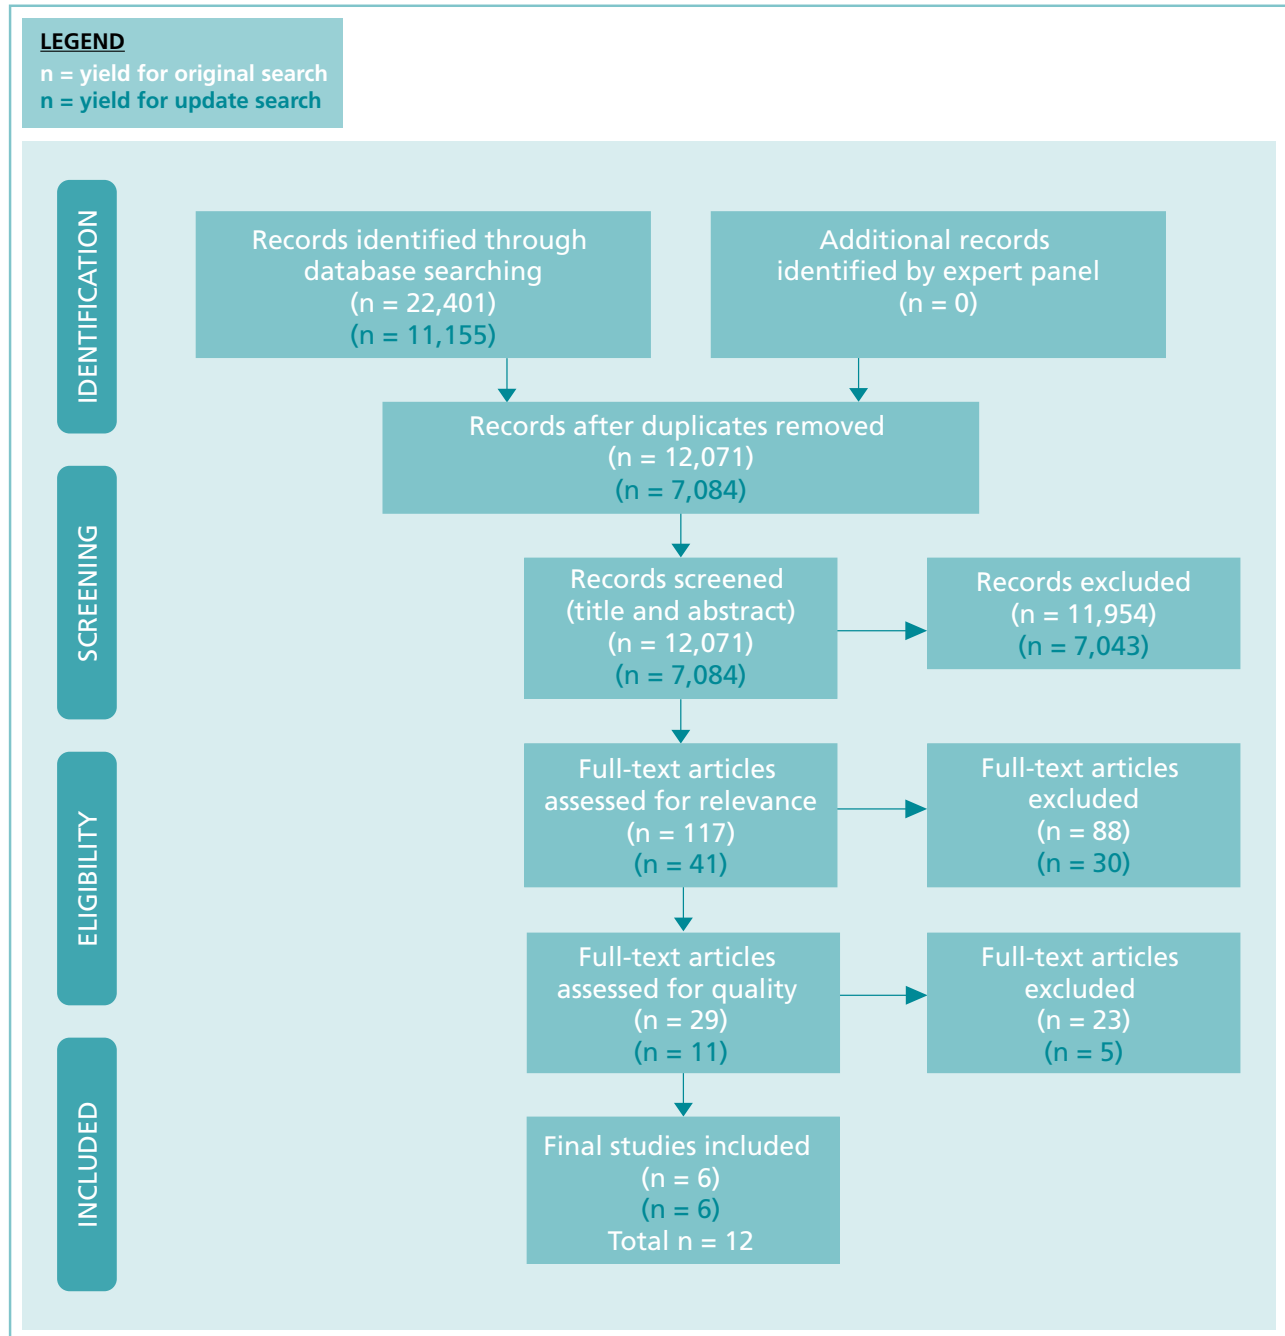 LEGEND
n = yield for original search
n = yield for update search
IDENTIFICATION
Records identified through
database searching
(n = 22,401)
(n = 11,155)
Additional records
identified by expert panel
(n = 0)
Records after duplicates removed
(n = 12,071)
(n = 7,084)
SCREENING
Records screened
(title and abstract)
(n = 12,071)
(n = 7,084)
Records excluded
(n = 11,954)
(n = 7,043)
ELIGIBILITY
Full-text articles
assessed for relevance
(n = 117)
(n = 41)
Full-text articles
excluded
(n = 88)
(n = 30)
Full-text articles
assessed for quality
(n = 29)
(n = 11)
Full-text articles
excluded
(n = 23)
(n = 5)
INCLUDED
Final studies included
(n = 6)
(n = 6)
Total n = 12